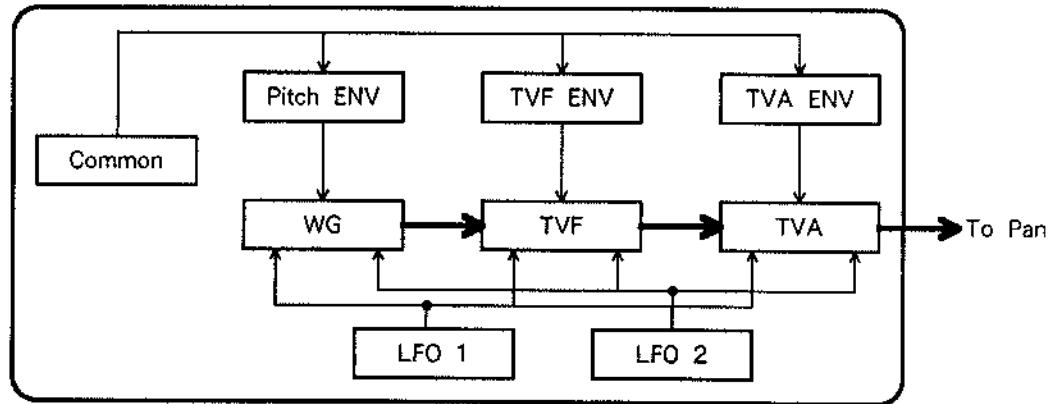 Pitch ENV
TVF ENV
TVA ENV
Common
WG
TVF
TVA
To Pan
LFO 1
LFO 2